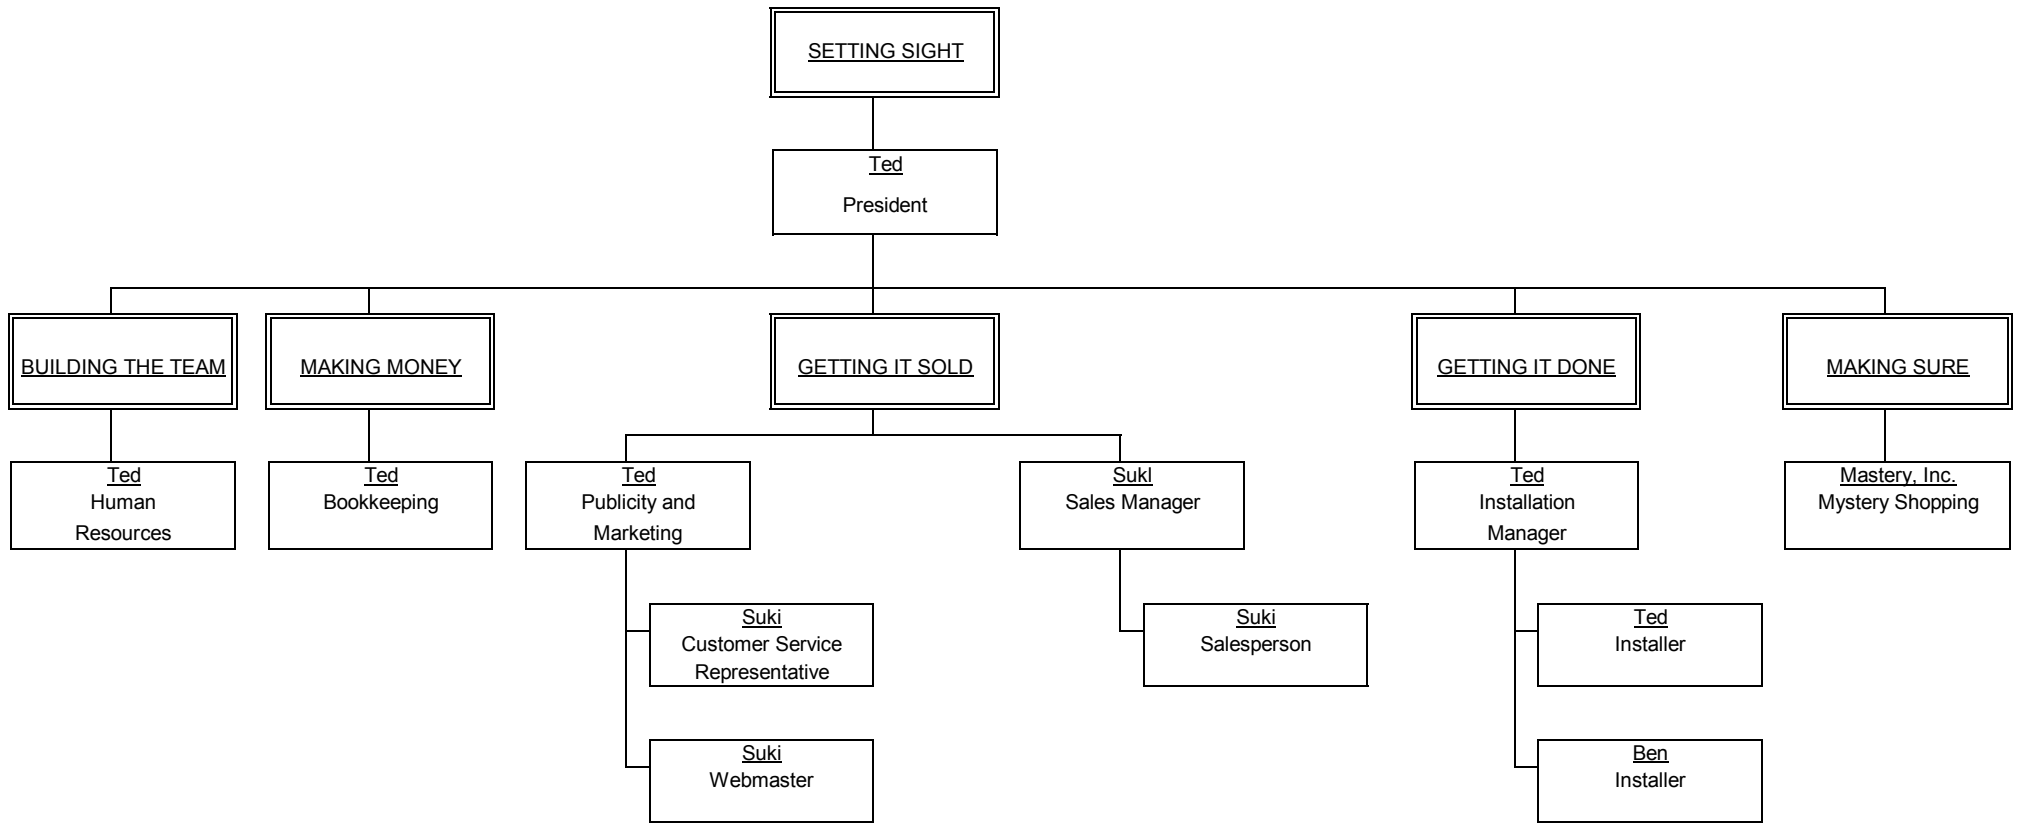 SETTING SIGHT
Ted
President
BUILDING THE TEAM
MAKING MONEY
GETTING IT SOLD
GETTING IT DONE
MAKING SURE
Ted
Human
Resources
Ted
Bookkeeping
Ted
Publicity and
Marketing
Sukl
Sales Manager
Ted
Installation
Manager
Mastery, Inc.
Mystery Shopping
Suki
Customer Service
Representative
Suki
Salesperson
Ted
Installer
Suki
Webmaster
Ben
Installer